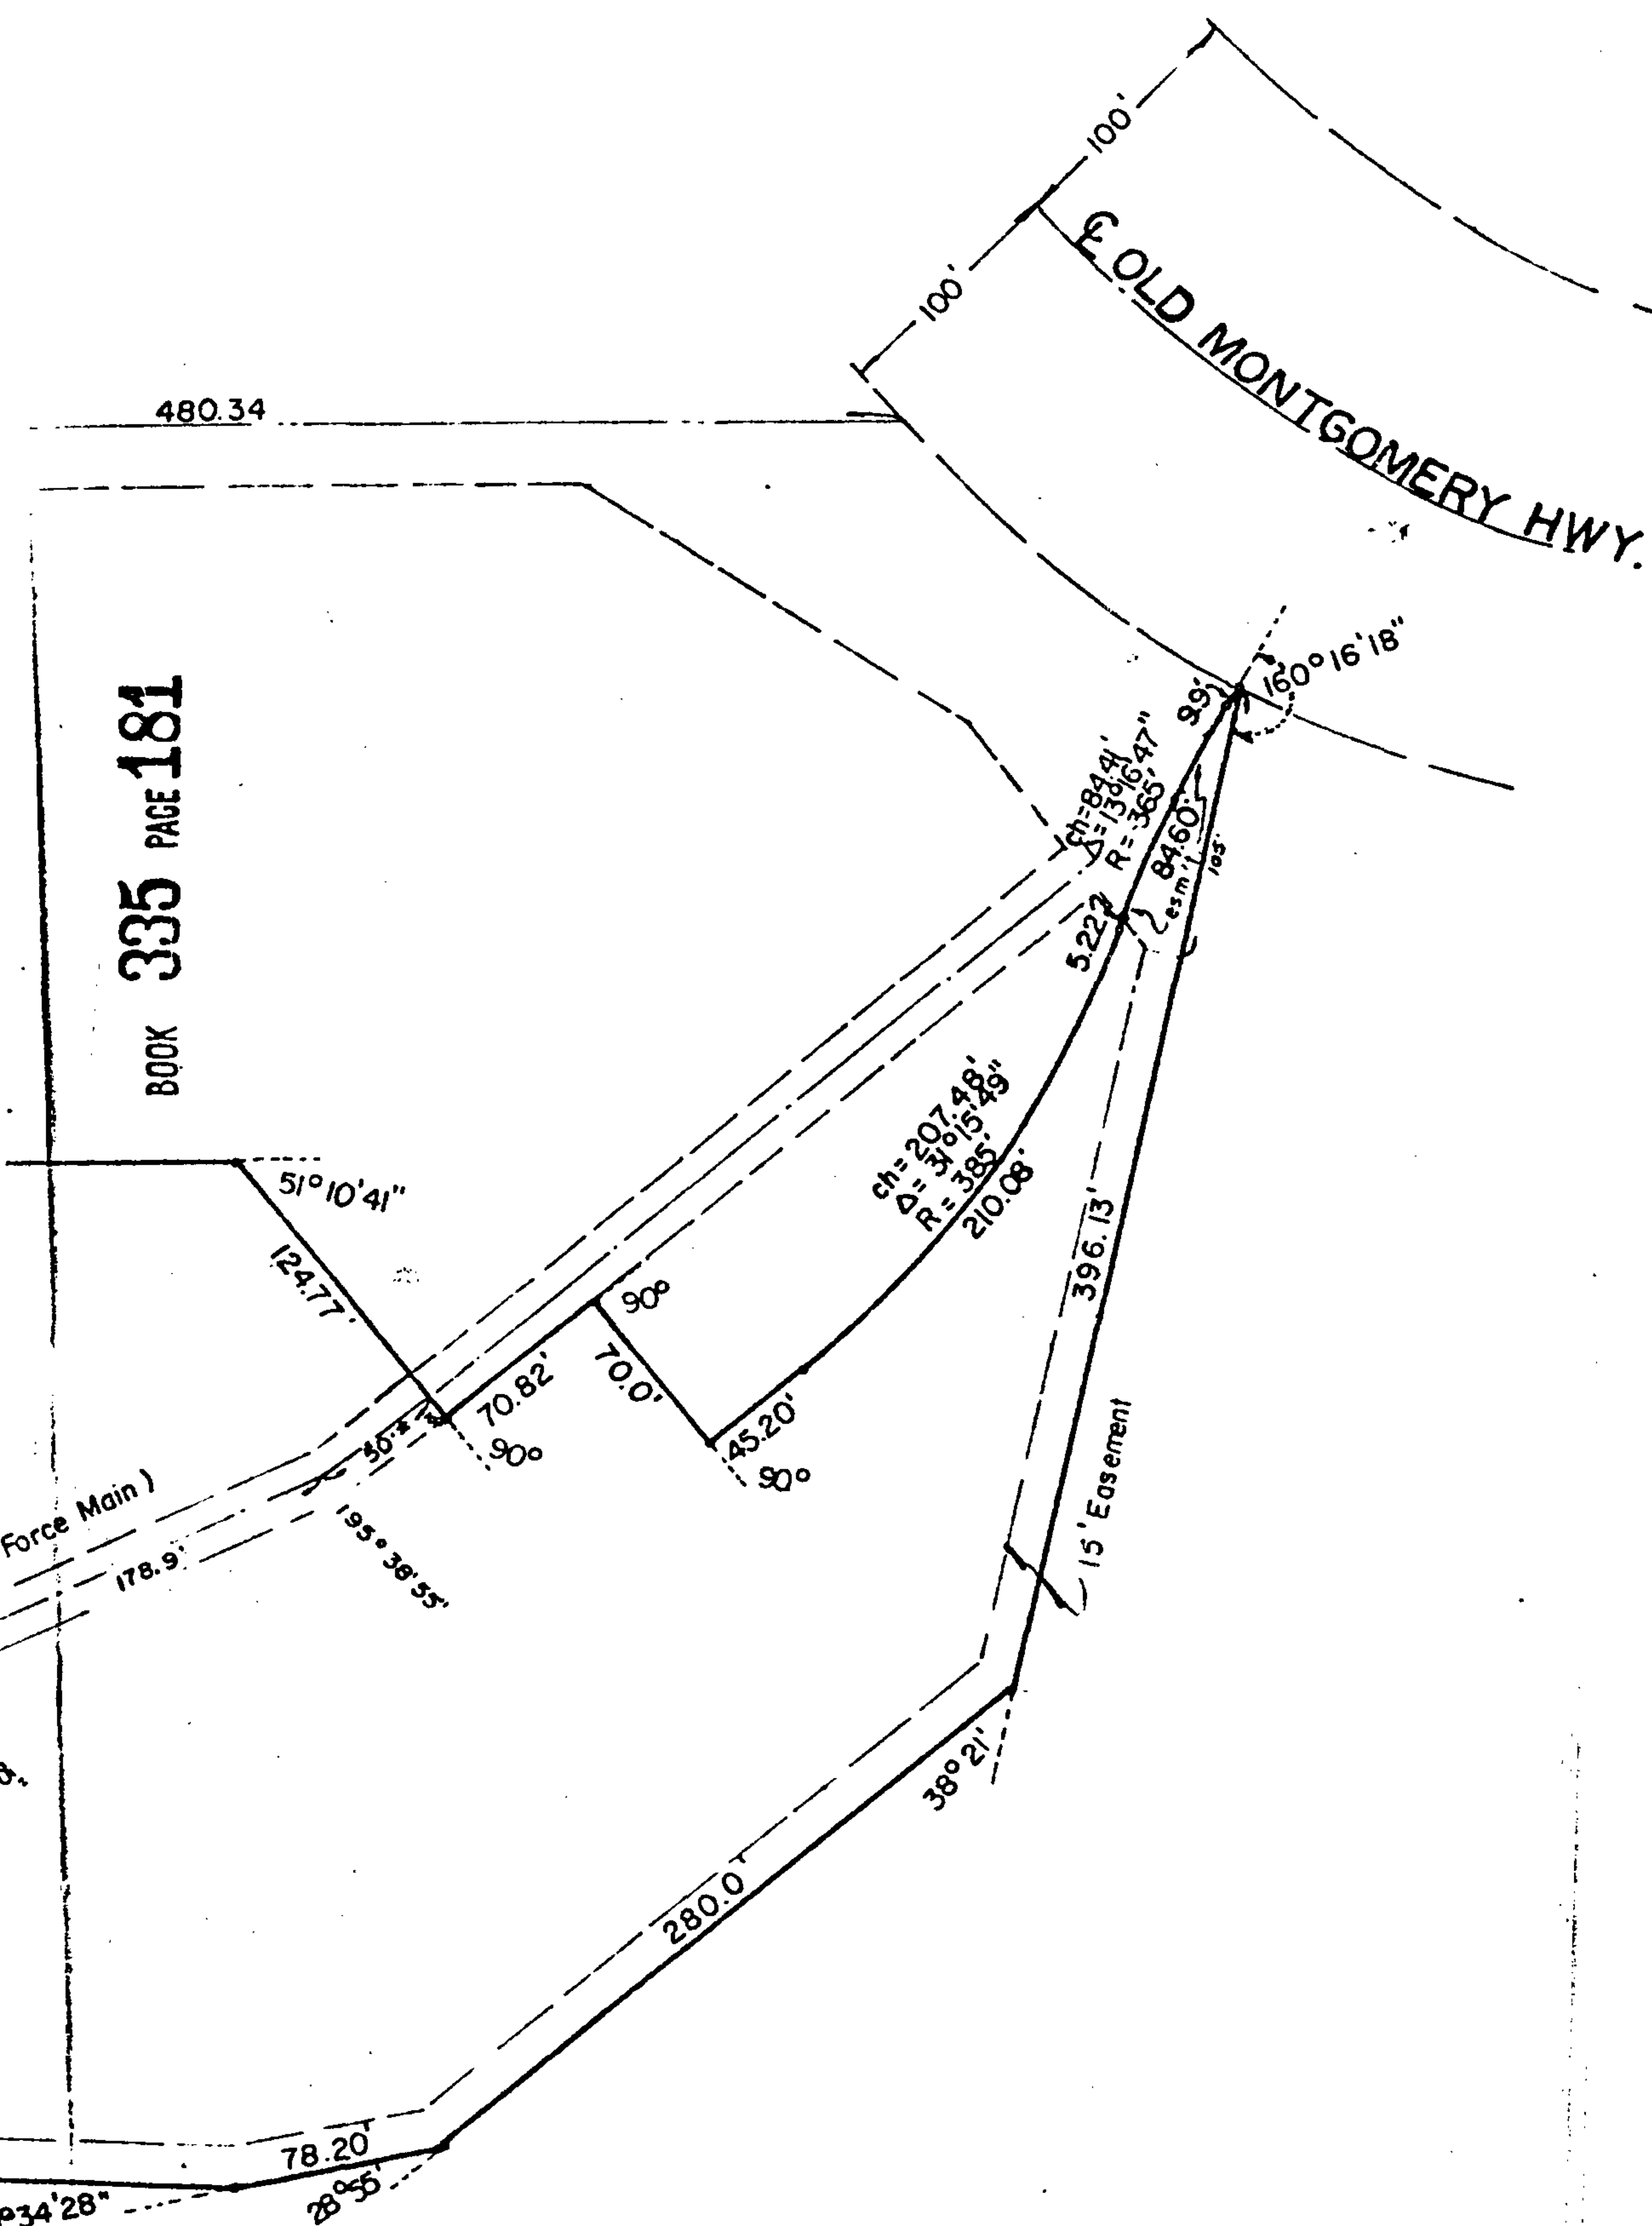 100'
100'
℄ OLD MONTGOMERY HWY.
480.34
160°16'18"
9.9'
ch=84.41'
Δ=13°16'47"
R=365'
84.60'
esm't
105'
5.22'
BOOK 335 PAGE 181
ch=207.48'
Δ=31°15'49"
R=385'
210.08'
396.13'
51°10'41"
124.77'
90°
70.82'
70.0'
45.20'
90°
90°
50'±
15' Easement
Force Main)
178.9'
195°38'55"
38°21'
280.0'
78.20'
28°55'
°34'28"